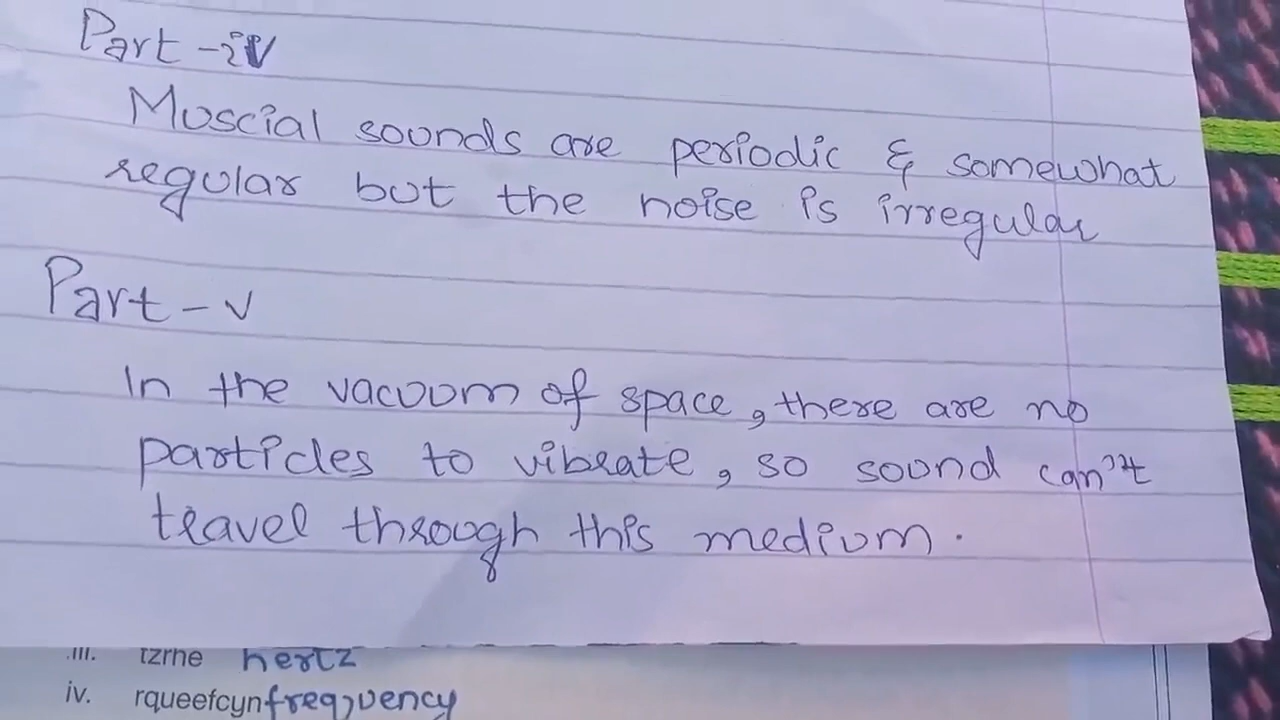 Part -iv
Muscial sounds are periodic & somewhat
regular but the noise is irregular
Part - v
In the vacuum of space, there are no
particles to vibrate, so sound can't
travel through this medium.
iii. tzrhe hertz
iv. rqueefcyn frequency